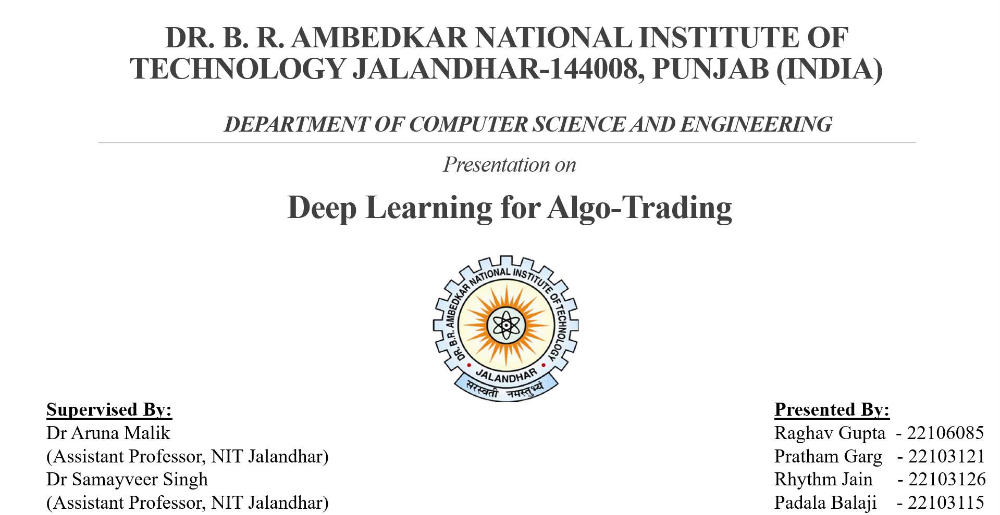 DR. B. R. AMBEDKAR NATIONAL INSTITUTE OF
TECHNOLOGY JALANDHAR-144008, PUNJAB (INDIA)
DEPARTMENT OF COMPUTER SCIENCE AND ENGINEERING
Presentation on
Deep Learning for Algo-Trading
DR. B.R. AMBEDKAR NATIONAL INSTITUTE OF TECHNOLOGY
JALANDHAR
सरस्वती नमस्तुभ्यं
Supervised By:
Dr Aruna Malik
(Assistant Professor, NIT Jalandhar)
Dr Samayveer Singh
(Assistant Professor, NIT Jalandhar)
Presented By:
Raghav Gupta - 22106085
Pratham Garg - 22103121
Rhythm Jain - 22103126
Padala Balaji - 22103115